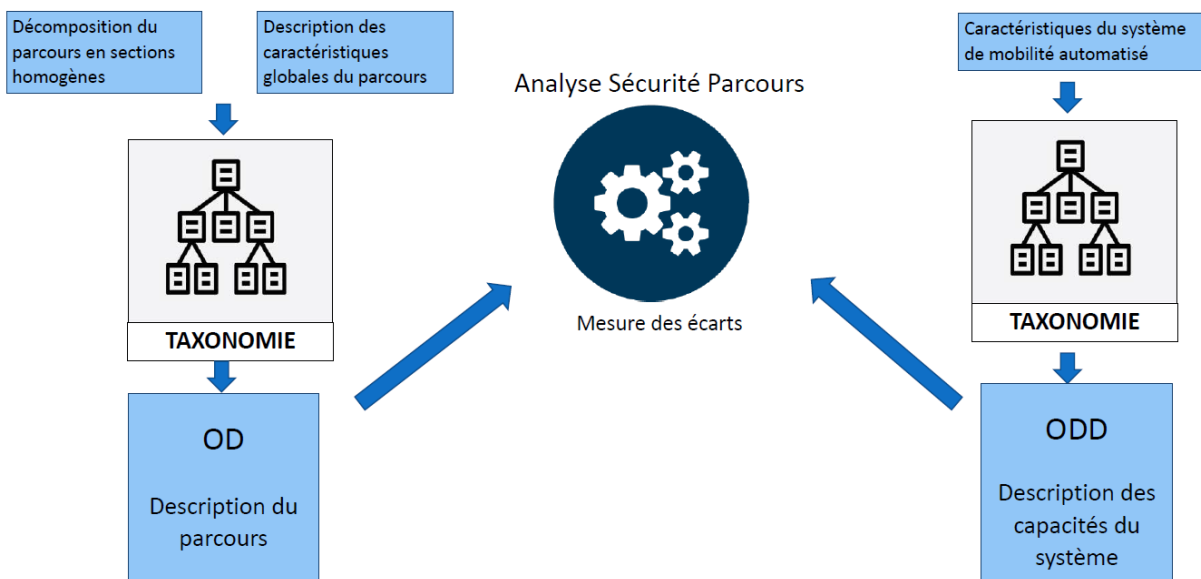 Décomposition du
parcours en sections
homogènes
Description des
caractéristiques
globales du parcours
TAXONOMIE
OD
Description du
parcours
Analyse Sécurité Parcours
Mesure des écarts
Caractéristiques du système
de mobilité automatisé
TAXONOMIE
ODD
Description des
capacités du
système